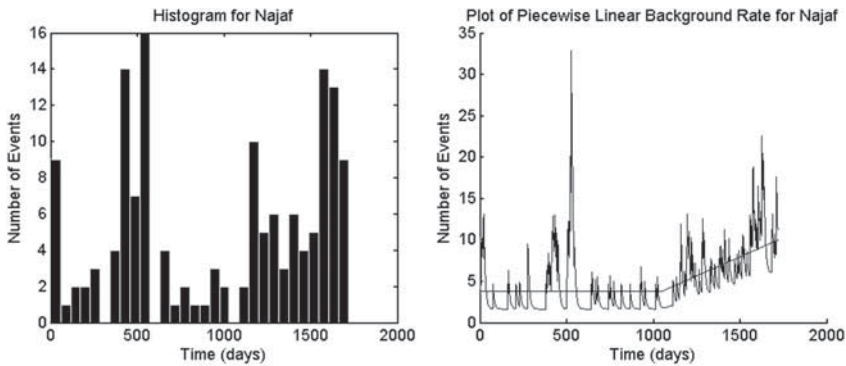 Histogram for Najaf
Number of Events
16
14
12
10
8
6
4
2
0
0 500 1000 1500 2000
Time (days)
Plot of Piecewise Linear Background Rate for Najaf
Number of Events
35
30
25
20
15
10
5
0
0 500 1000 1500 2000
Time (days)